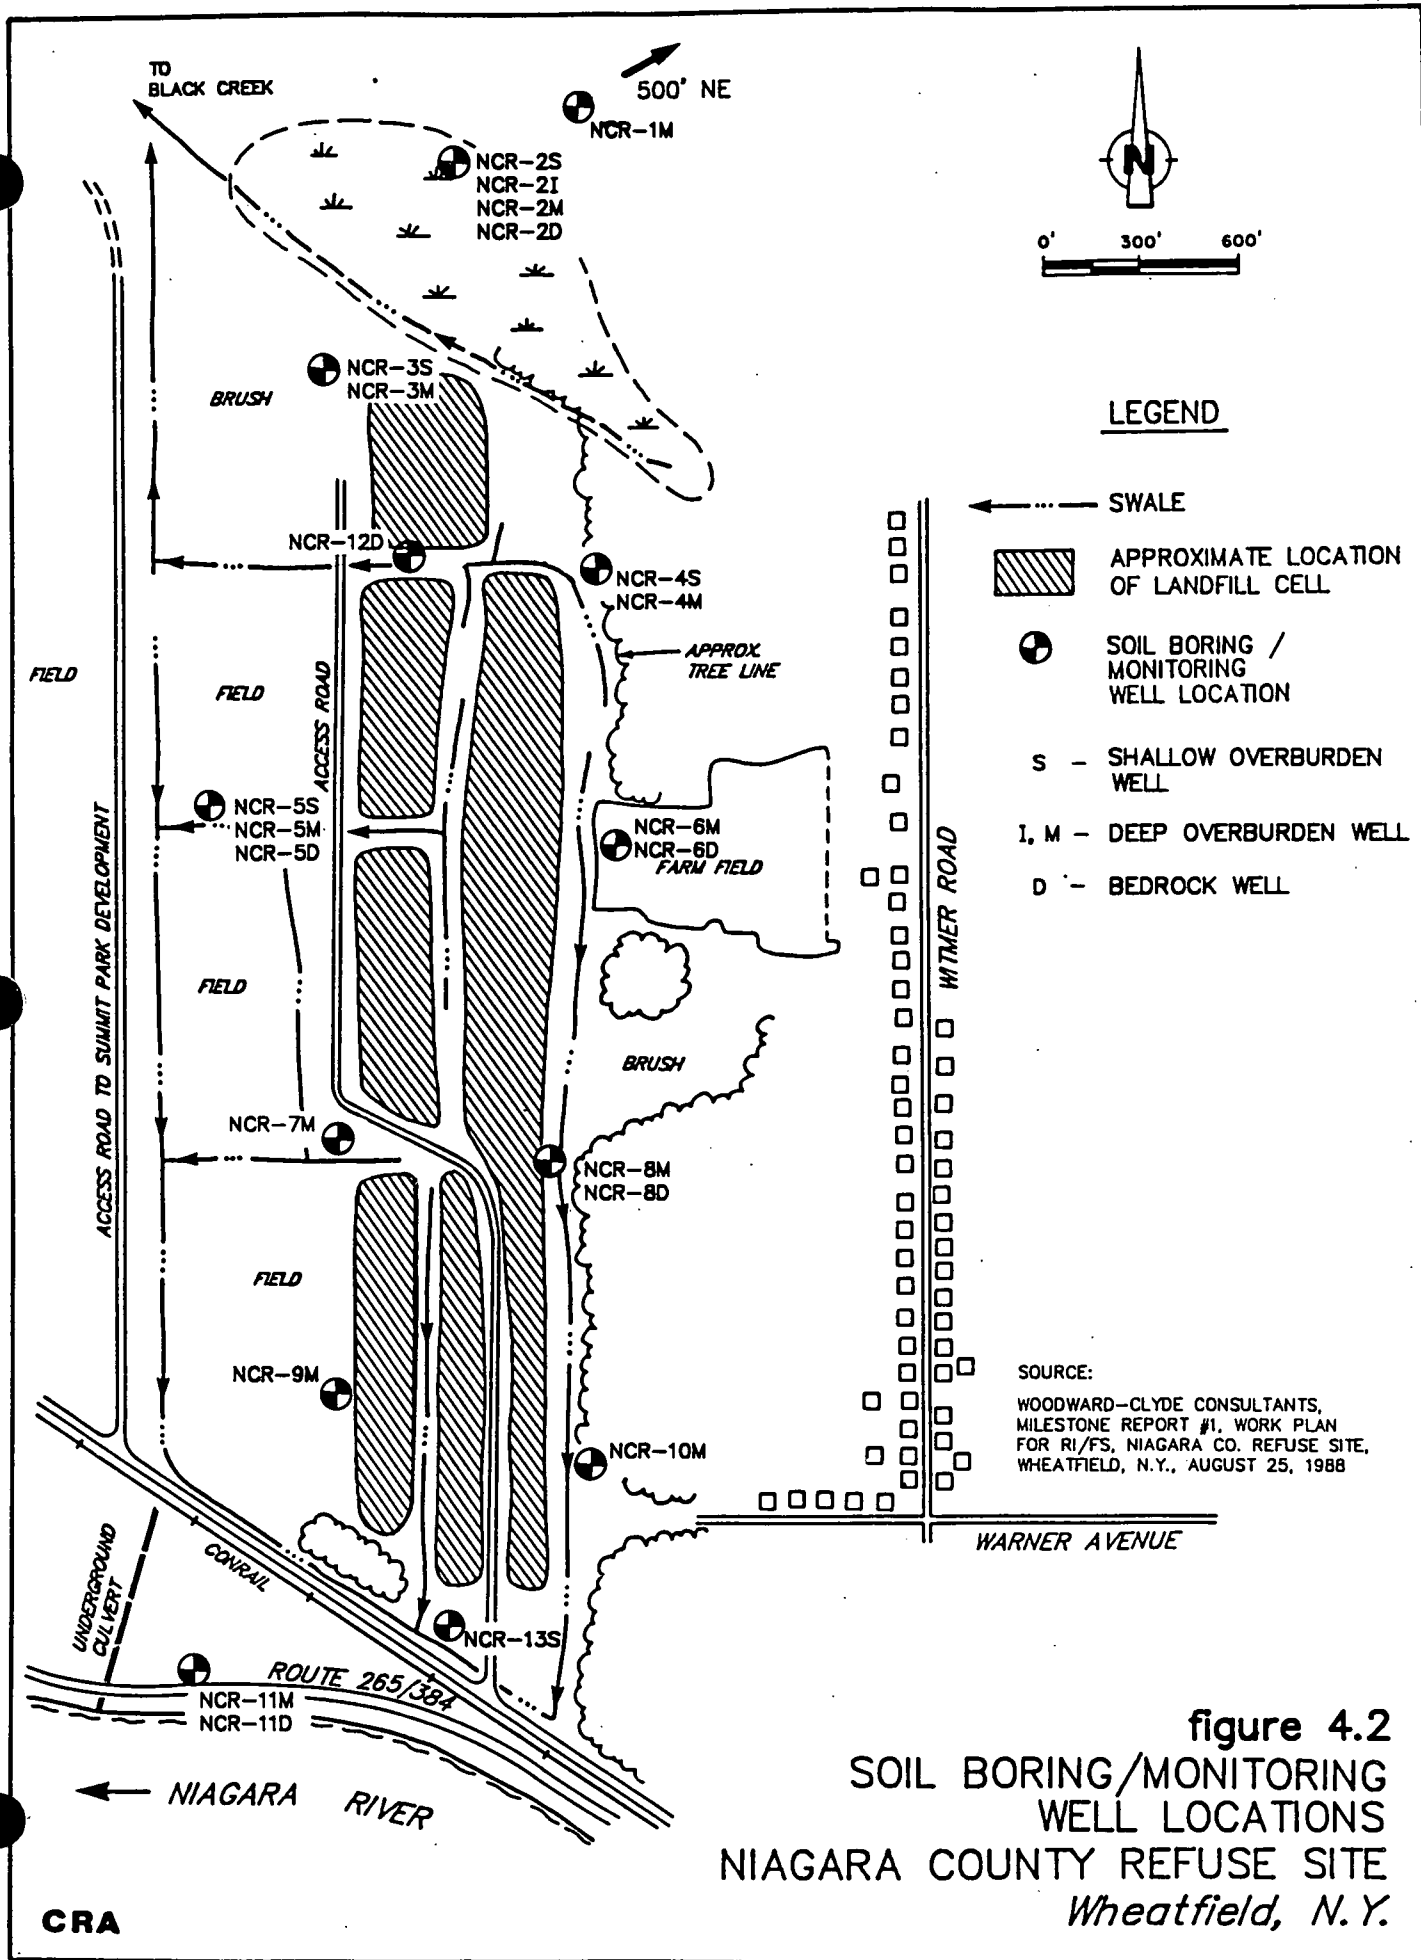 TO
BLACK CREEK
500' NE
NCR-1M
NCR-2S
NCR-2I
NCR-2M
NCR-2D
N
0' 300' 600'
NCR-3S
NCR-3M
BRUSH
LEGEND
SWALE
APPROXIMATE LOCATION
OF LANDFILL CELL
SOIL BORING /
MONITORING
WELL LOCATION
S - SHALLOW OVERBURDEN
WELL
I, M - DEEP OVERBURDEN WELL
D - BEDROCK WELL
NCR-12D
NCR-4S
NCR-4M
APPROX.
TREE LINE
FIELD
FIELD
ACCESS ROAD
NCR-5S
NCR-5M
NCR-5D
NCR-6M
NCR-6D
FARM FIELD
WITMER ROAD
ACCESS ROAD TO SUMMIT PARK DEVELOPMENT
FIELD
BRUSH
NCR-7M
NCR-8M
NCR-8D
FIELD
NCR-9M
NCR-10M
SOURCE:
WOODWARD-CLYDE CONSULTANTS,
MILESTONE REPORT #1, WORK PLAN
FOR RI/FS, NIAGARA CO. REFUSE SITE,
WHEATFIELD, N.Y., AUGUST 25, 1988
WARNER AVENUE
UNDERGROUND
CULVERT
CONRAIL
NCR-13S
ROUTE 265/384
NCR-11M
NCR-11D
NIAGARA RIVER
figure 4.2
SOIL BORING/MONITORING
WELL LOCATIONS
NIAGARA COUNTY REFUSE SITE
Wheatfield, N.Y.
CRA